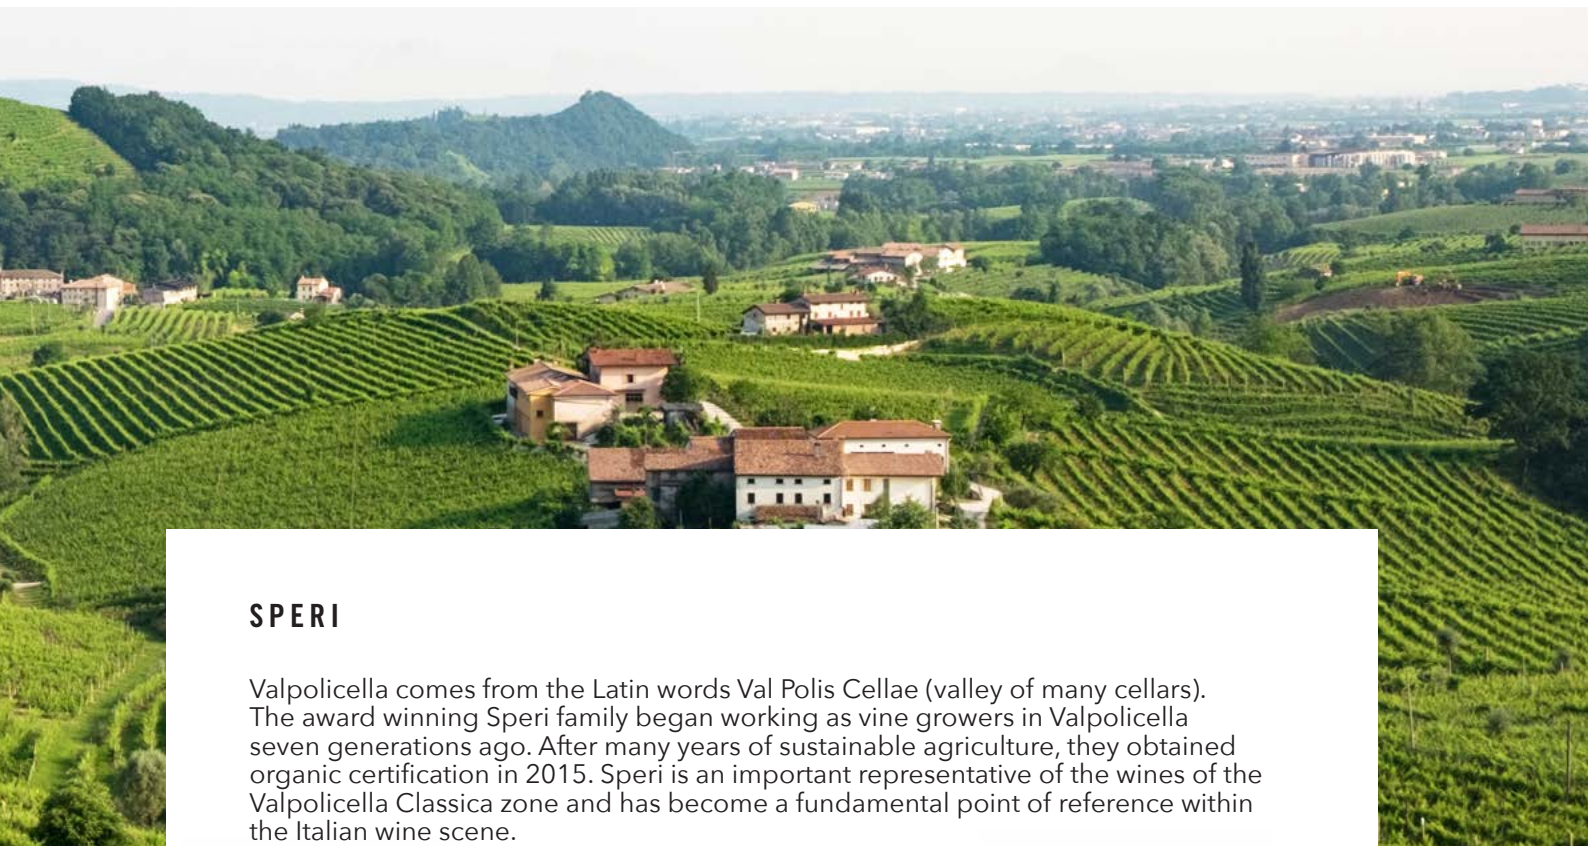 SPERI
Valpolicella comes from the Latin words Val Polis Cellae (valley of many cellars).
The award winning Speri family began working as vine growers in Valpolicella
seven generations ago. After many years of sustainable agriculture, they obtained
organic certification in 2015. Speri is an important representative of the wines of the
Valpolicella Classica zone and has become a fundamental point of reference within
the Italian wine scene.